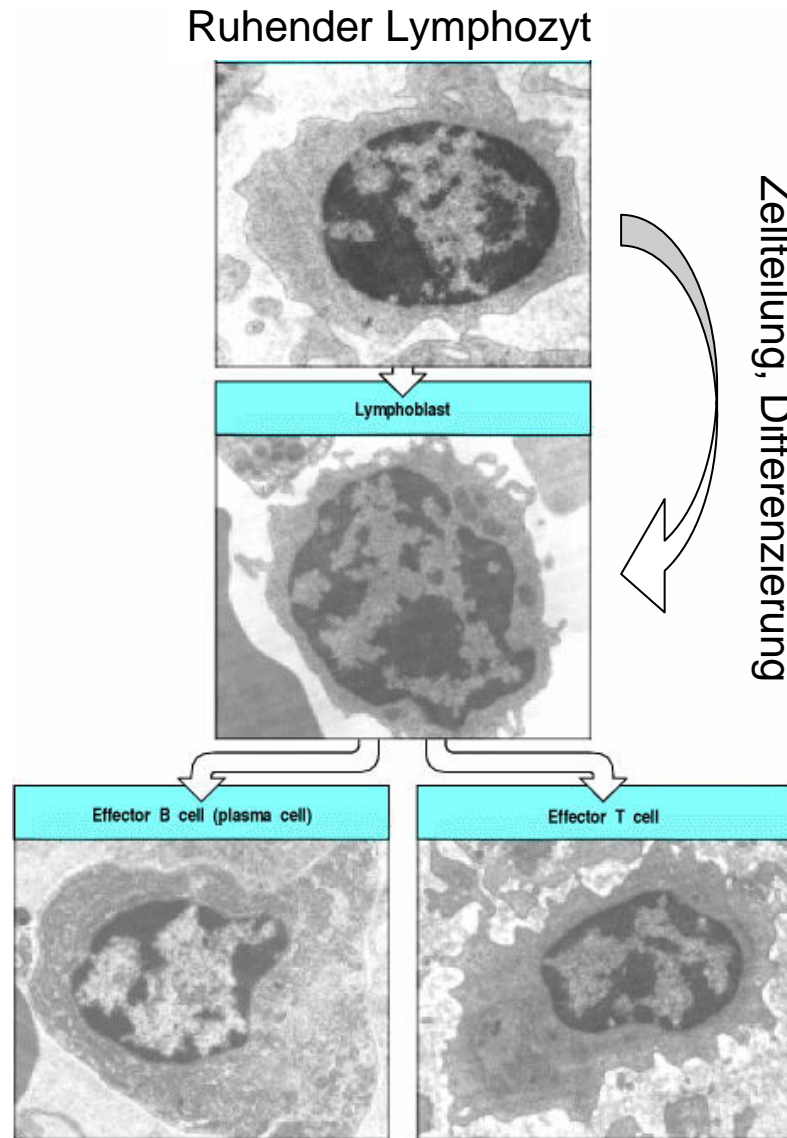 Ruhender Lymphozyt
Zellteilung, Differenzierung
Lymphoblast
Effector B cell (plasma cell)
Effector T cell